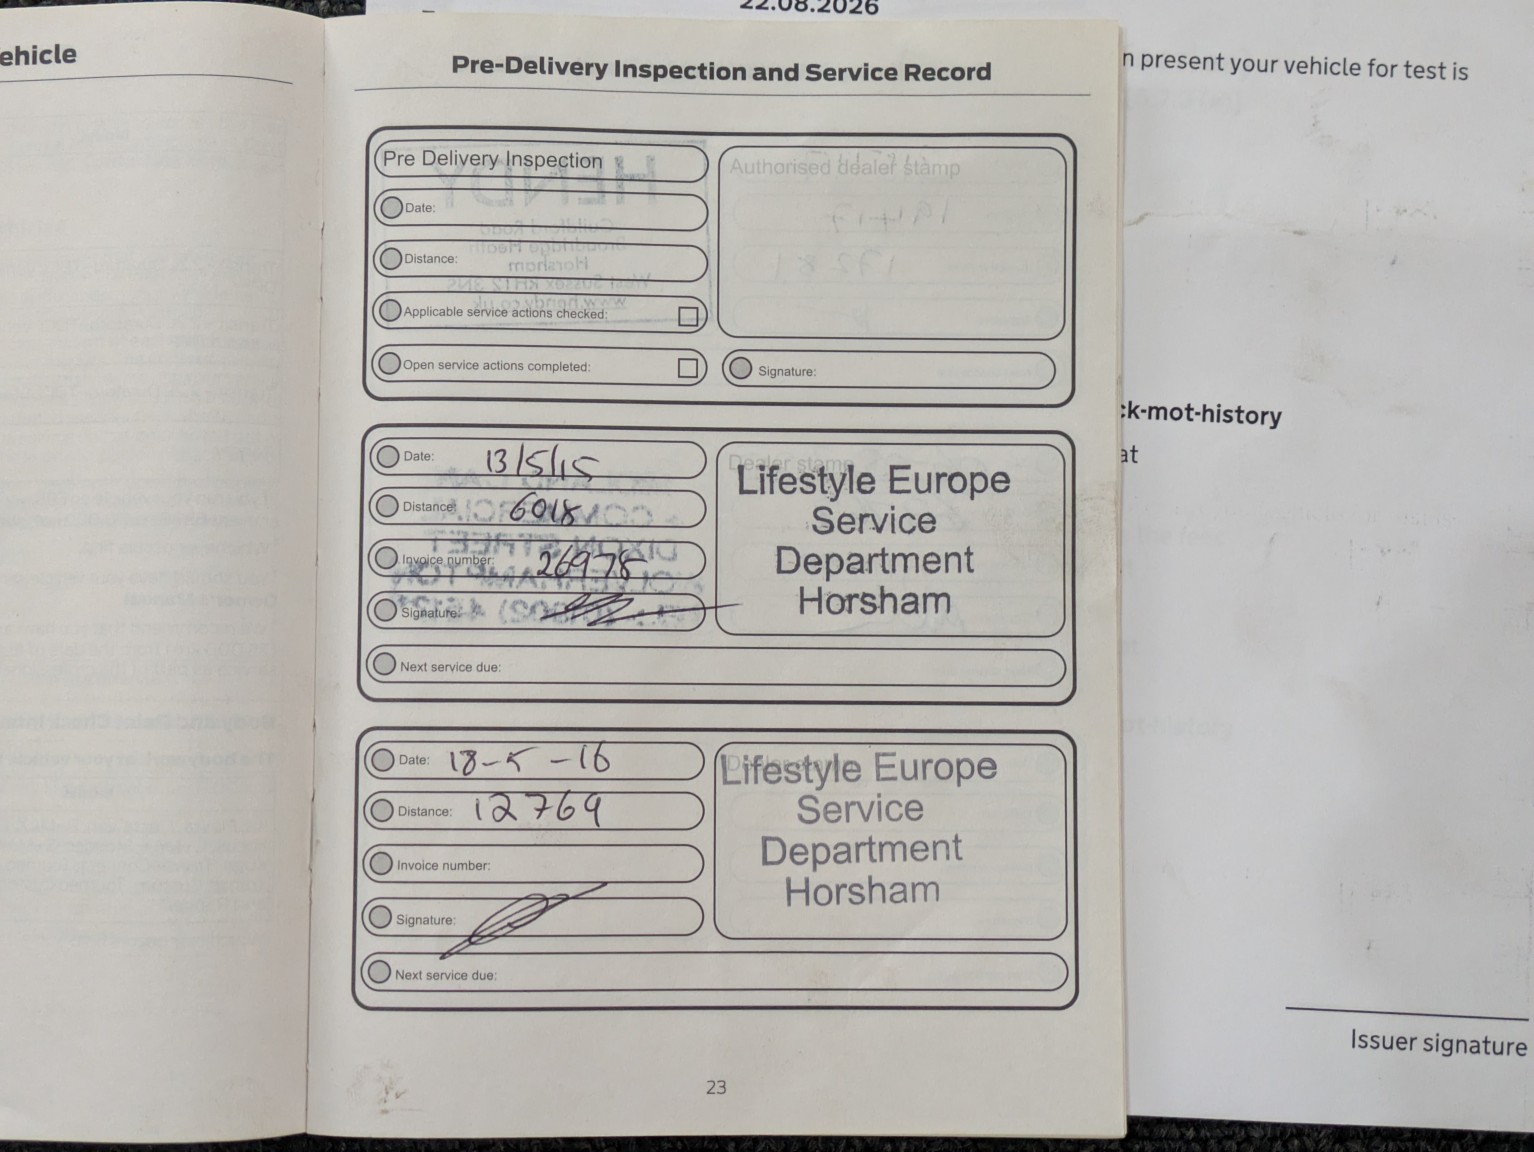 22.08.2026
ehicle
Pre-Delivery Inspection and Service Record
n present your vehicle for test is
Pre Delivery Inspection
Authorised dealer stamp
Date:
Distance:
Applicable service actions checked:
Open service actions completed:
Signature:
ck-mot-history
at
Date: 13/5/15
Distance: 6018
Invoice number: 26978
Signature:
Next service due:
Dealer stamp
Lifestyle Europe
Service
Department
Horsham
Date: 18-5-16
Distance: 12769
Invoice number:
Signature:
Next service due:
Lifestyle Europe
Service
Department
Horsham
Issuer signature
23